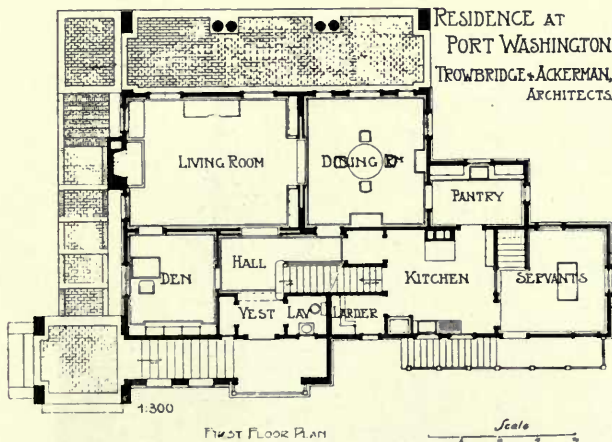 RESIDENCE AT
PORT WASHINGTON
TROWBRIDGE & ACKERMAN,
ARCHITECTS
LIVING ROOM
DINING RM
PANTRY
DEN
HALL
KITCHEN
SERVANTS
VEST
LAV
LARDER
1:300
FIRST FLOOR PLAN
Scale